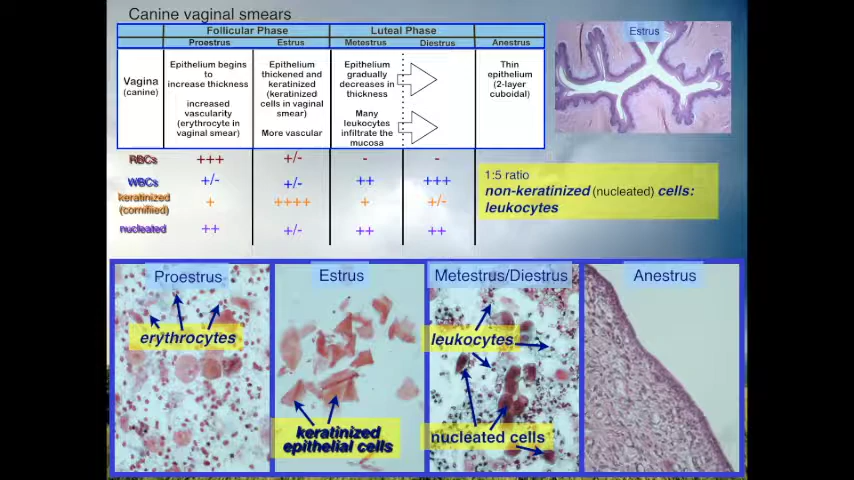 Canine vaginal smears
Follicular Phase
Luteal Phase
Proestrus
Estrus
Metestrus
Diestrus
Anestrus
Vagina
(canine)
Epithelium begins
to
increase thickness
increased
vascularity
(erythrocyte in
vaginal smear)
Epithelium
thickened and
keratinized
(keratinized
cells in vaginal
smear)
More vascular
Epithelium
gradually
decreases in
thickness
Many
leukocytes
infiltrate the
mucosa
Thin
epithelium
(2-layer
cuboidal)
Estrus
RBCs +++ +/- - -
WBCs +/- +/- ++ +++
keratinized
(cornified) + ++++ + +/-
nucleated ++ +/- ++ ++
1:5 ratio
non-keratinized (nucleated) cells:
leukocytes
Proestrus
erythrocytes
Estrus
keratinized
epithelial cells
Metestrus/Diestrus
leukocytes
nucleated cells
Anestrus